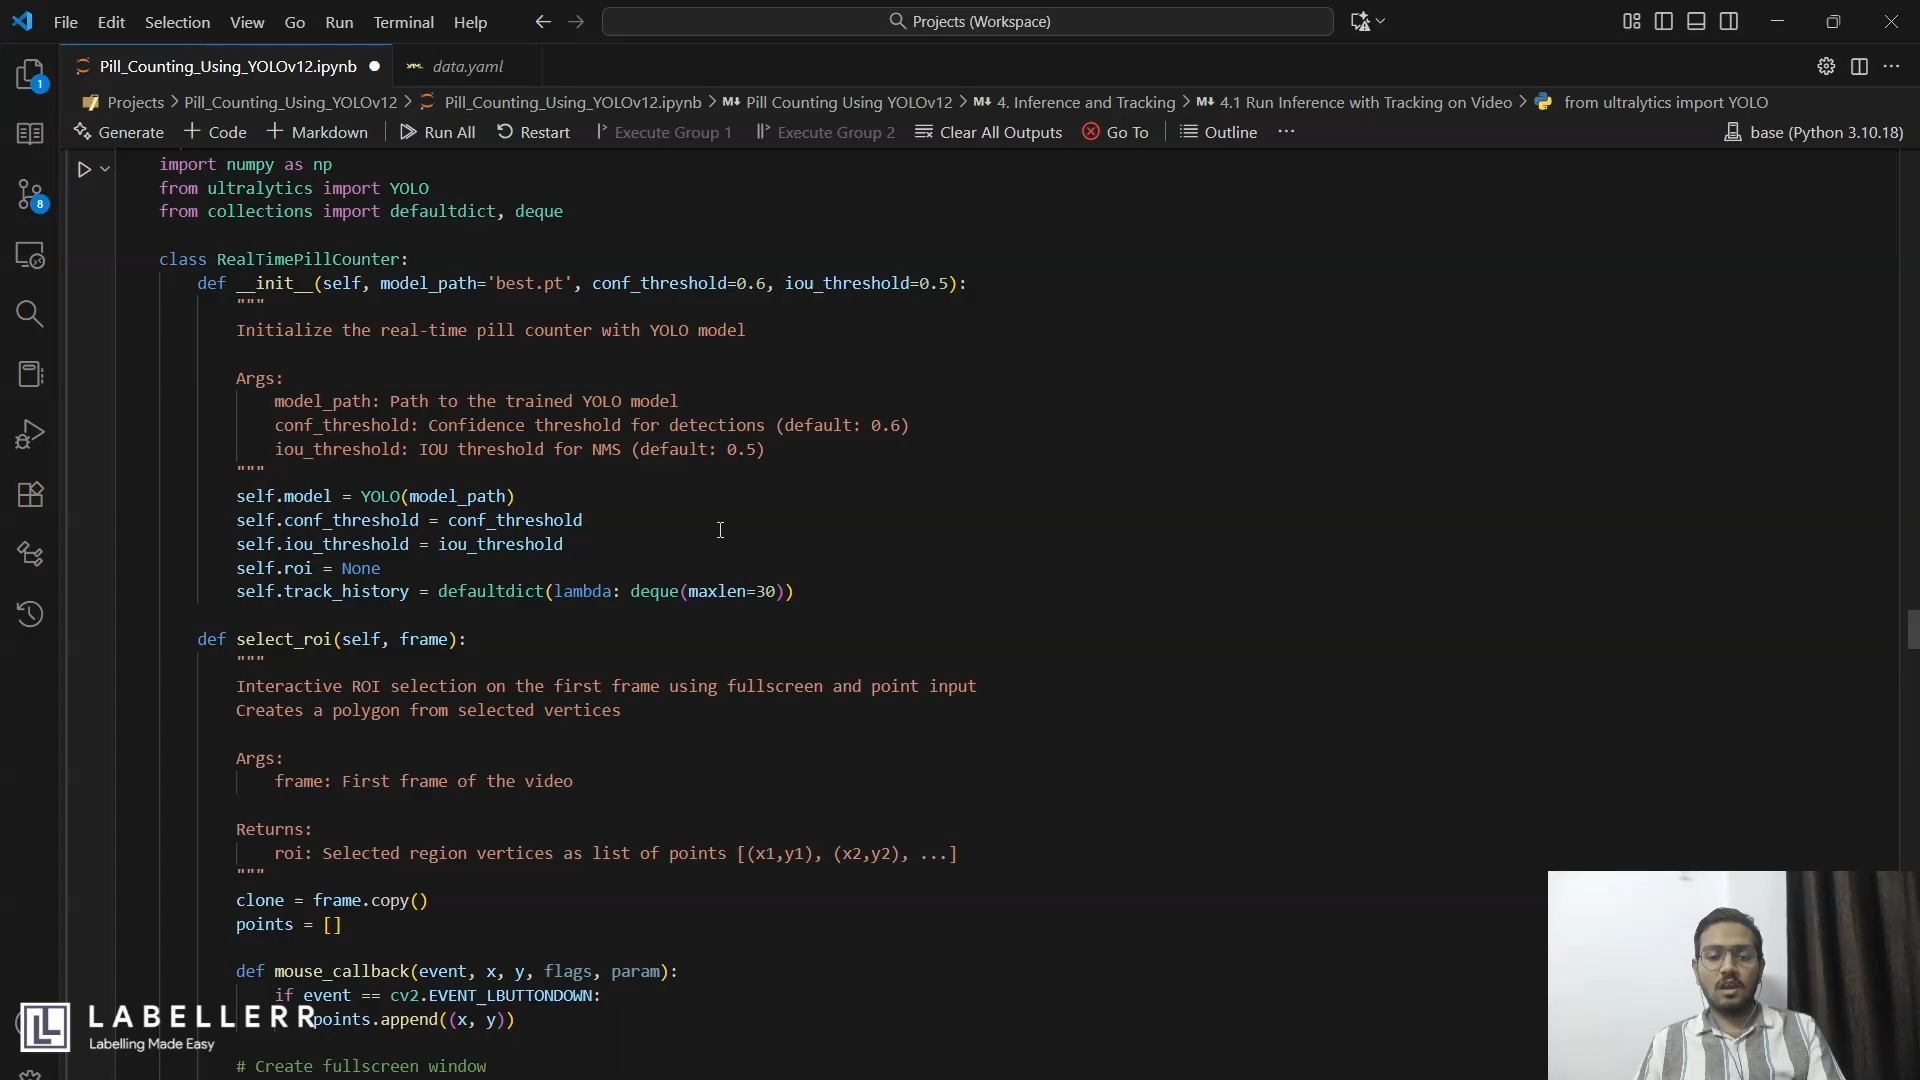 File Edit Selection View Go Run Terminal Help
Projects (Workspace)
Pill_Counting_Using_YOLOv12.ipynb
data.yaml
Projects > Pill_Counting_Using_YOLOv12 > Pill_Counting_Using_YOLOv12.ipynb > M↓ Pill Counting Using YOLOv12 > M↓ 4. Inference and Tracking > M↓ 4.1 Run Inference with Tracking on Video > from ultralytics import YOLO
Generate + Code + Markdown Run All Restart Execute Group 1 Execute Group 2 Clear All Outputs Go To Outline ... base (Python 3.10.18)
1
8
import numpy as np
from ultralytics import YOLO
from collections import defaultdict, deque
class RealTimePillCounter:
def __init__(self, model_path='best.pt', conf_threshold=0.6, iou_threshold=0.5):
"""
Initialize the real-time pill counter with YOLO model
Args:
model_path: Path to the trained YOLO model
conf_threshold: Confidence threshold for detections (default: 0.6)
iou_threshold: IOU threshold for NMS (default: 0.5)
"""
self.model = YOLO(model_path)
self.conf_threshold = conf_threshold
self.iou_threshold = iou_threshold
self.roi = None
self.track_history = defaultdict(lambda: deque(maxlen=30))
def select_roi(self, frame):
"""
Interactive ROI selection on the first frame using fullscreen and point input
Creates a polygon from selected vertices
Args:
frame: First frame of the video
Returns:
roi: Selected region vertices as list of points [(x1,y1), (x2,y2), ...]
"""
clone = frame.copy()
points = []
def mouse_callback(event, x, y, flags, param):
if event == cv2.EVENT_LBUTTONDOWN:
points.append((x, y))
# Create fullscreen window
LABELLERR
Labelling Made Easy